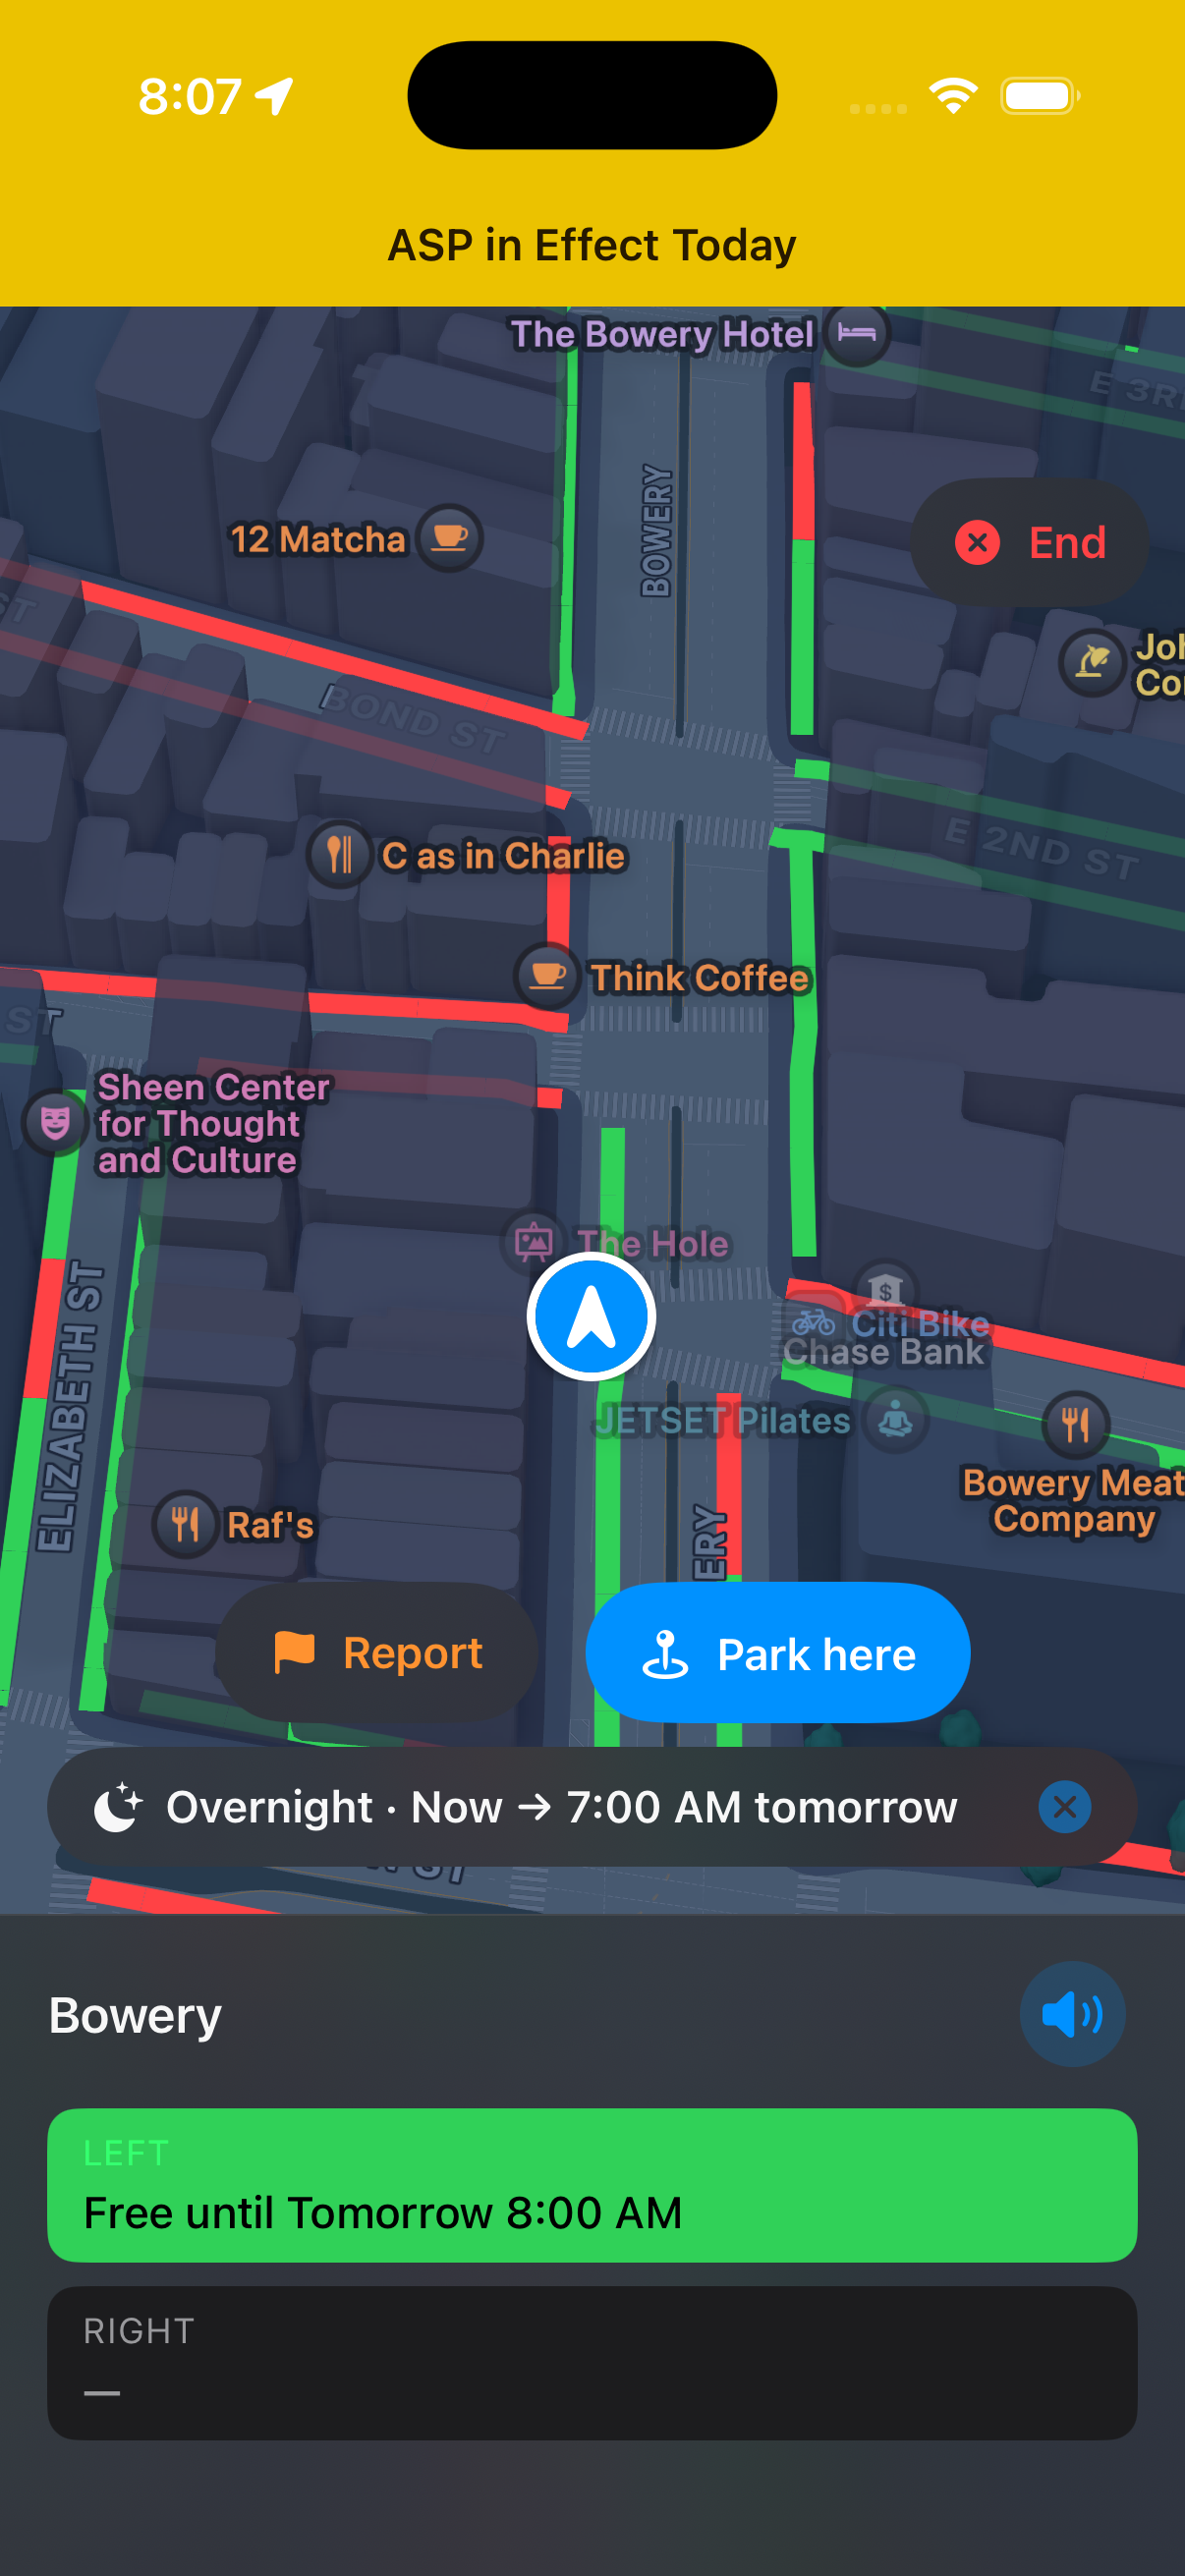 8:07
ASP in Effect Today
The Bowery Hotel
E 3R
BOWERY
12 Matcha
End
ST
BOND ST
E 2ND ST
C as in Charlie
Think Coffee
ST
Sheen Center
for Thought
and Culture
The Hole
$
Citi Bike
Chase Bank
JETSET Pilates
ELIZABETH ST
Bowery Meat
Company
Raf's
ERY
Report
Park here
Overnight · Now → 7:00 AM tomorrow
ST
Bowery
LEFT
Free until Tomorrow 8:00 AM
RIGHT
—